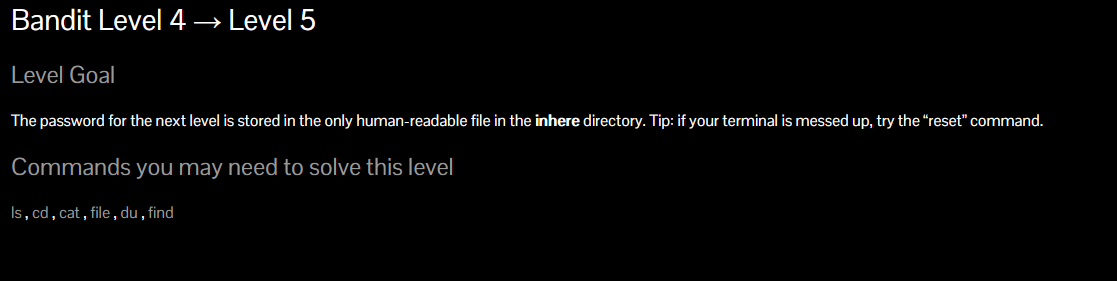 Bandit Level 4 → Level 5
Level Goal
The password for the next level is stored in the only human-readable file in the inhere directory. Tip: if your terminal is messed up, try the “reset” command.
Commands you may need to solve this level
ls , cd , cat , file , du , find